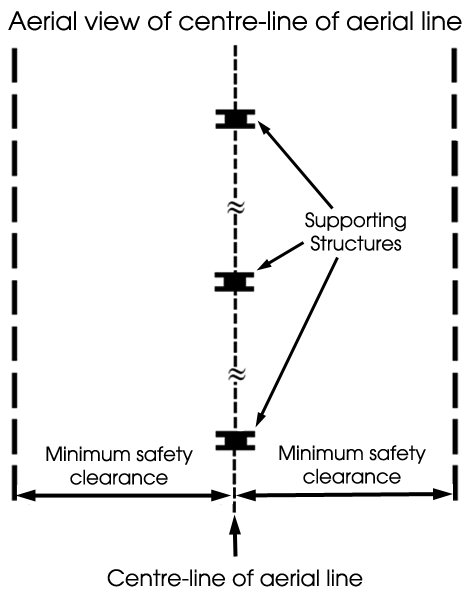 Aerial view of centre-line of aerial line
Supporting
Structures
Minimum safety
clearance
Minimum safety
clearance
Centre-line of aerial line